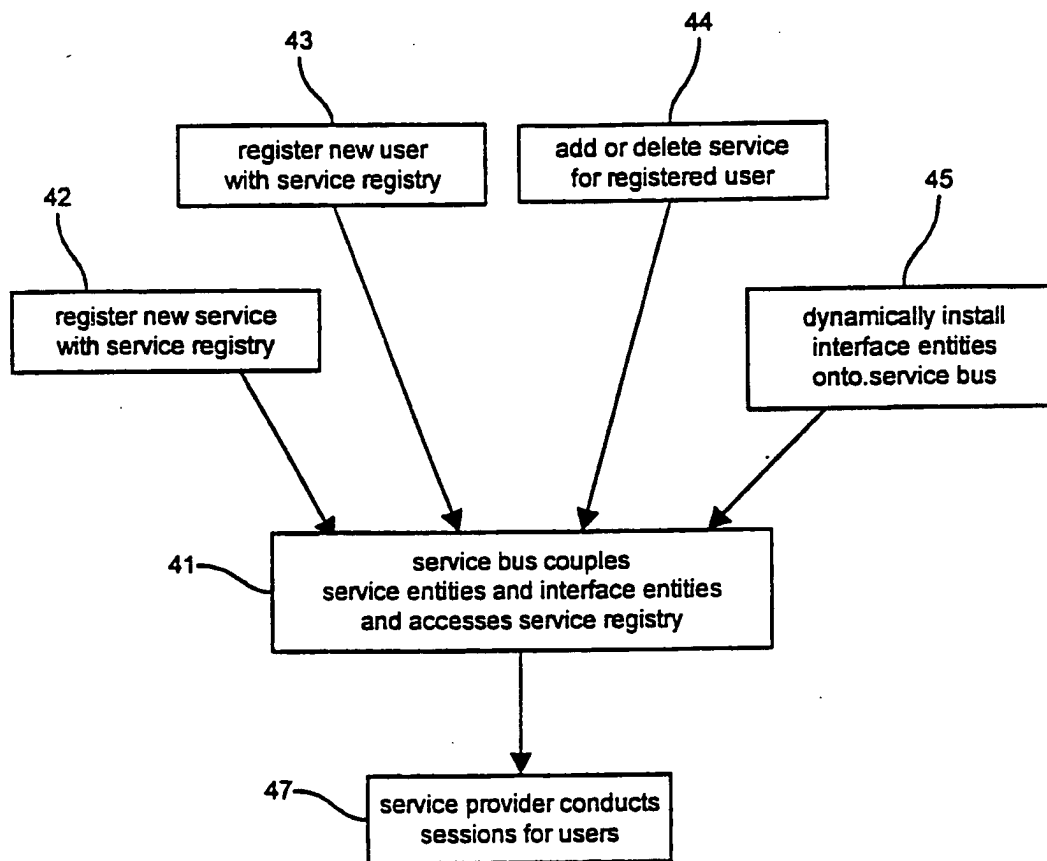 43
44
register new user
with service registry
add or delete service
for registered user
42
45
register new service
with service registry
dynamically install
interface entities
onto.service bus
41
service bus couples
service entities and interface entities
and accesses service registry
47
service provider conducts
sessions for users